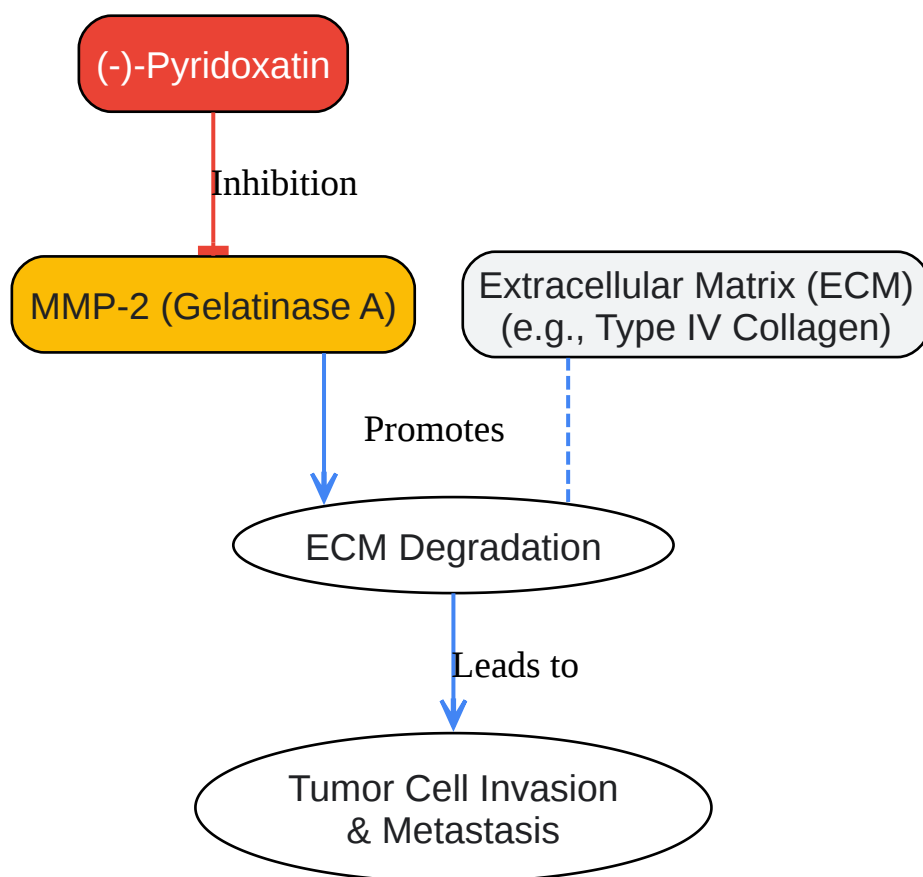 (-)-Pyridoxatin
Inhibition
MMP-2 (Gelatinase A)
Extracellular Matrix (ECM)
(e.g., Type IV Collagen)
Promotes
ECM Degradation
Leads to
Tumor Cell Invasion
& Metastasis